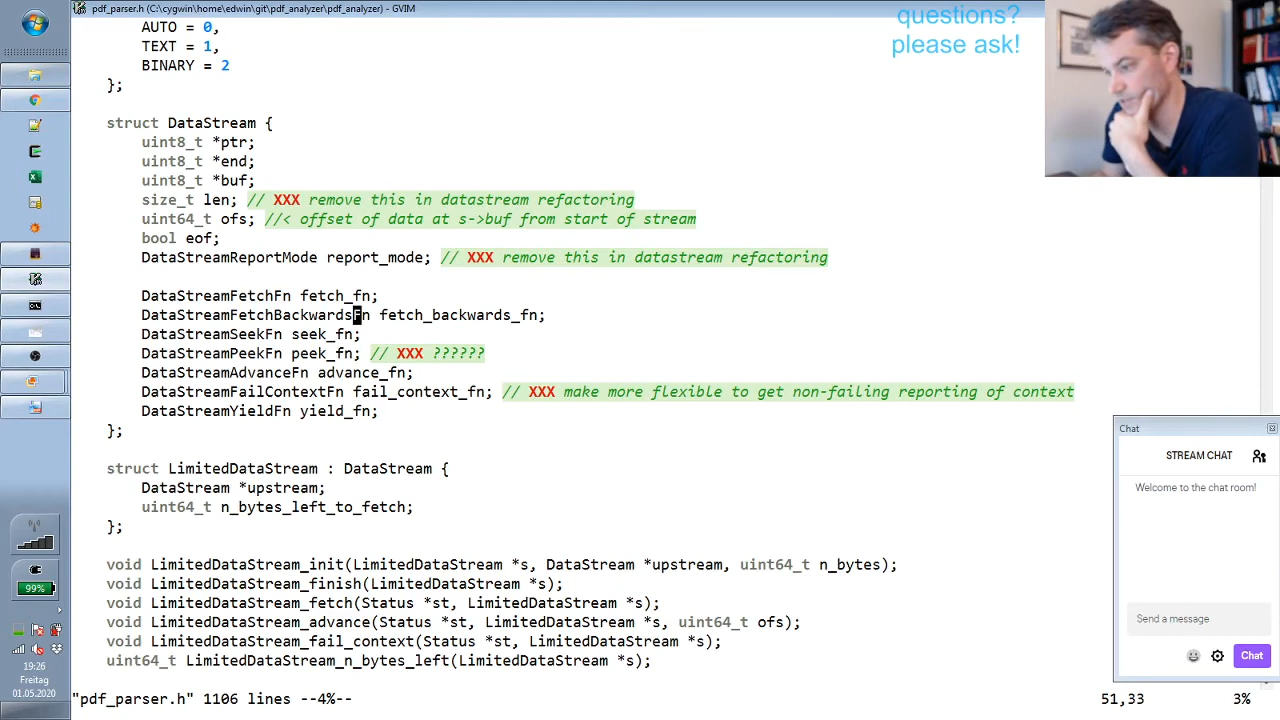 pdf_parser.h (C:\cygwin\home\edwin\git\pdf_analyzer\pdf_analyzer) - GVIM
questions?
please ask!
AUTO = 0,
TEXT = 1,
BINARY = 2
};
struct DataStream {
uint8_t *ptr;
uint8_t *end;
uint8_t *buf;
size_t len; // XXX remove this in datastream refactoring
uint64_t ofs; //< offset of data at s->buf from start of stream
bool eof;
DataStreamReportMode report_mode; // XXX remove this in datastream refactoring
DataStreamFetchFn fetch_fn;
DataStreamFetchBackwardsFn fetch_backwards_fn;
DataStreamSeekFn seek_fn;
DataStreamPeekFn peek_fn; // XXX ??????
DataStreamAdvanceFn advance_fn;
DataStreamFailContextFn fail_context_fn; // XXX make more flexible to get non-failing reporting of context
DataStreamYieldFn yield_fn;
};
struct LimitedDataStream : DataStream {
DataStream *upstream;
uint64_t n_bytes_left_to_fetch;
};
void LimitedDataStream_init(LimitedDataStream *s, DataStream *upstream, uint64_t n_bytes);
void LimitedDataStream_finish(LimitedDataStream *s);
void LimitedDataStream_fetch(Status *st, LimitedDataStream *s);
void LimitedDataStream_advance(Status *st, LimitedDataStream *s, uint64_t ofs);
void LimitedDataStream_fail_context(Status *st, LimitedDataStream *s);
uint64_t LimitedDataStream_n_bytes_left(LimitedDataStream *s);
"pdf_parser.h" 1106 lines --4%--
51,33
3%
Chat
STREAM CHAT
Welcome to the chat room!
Send a message
Chat
99%
19:26
Freitag
01.05.2020